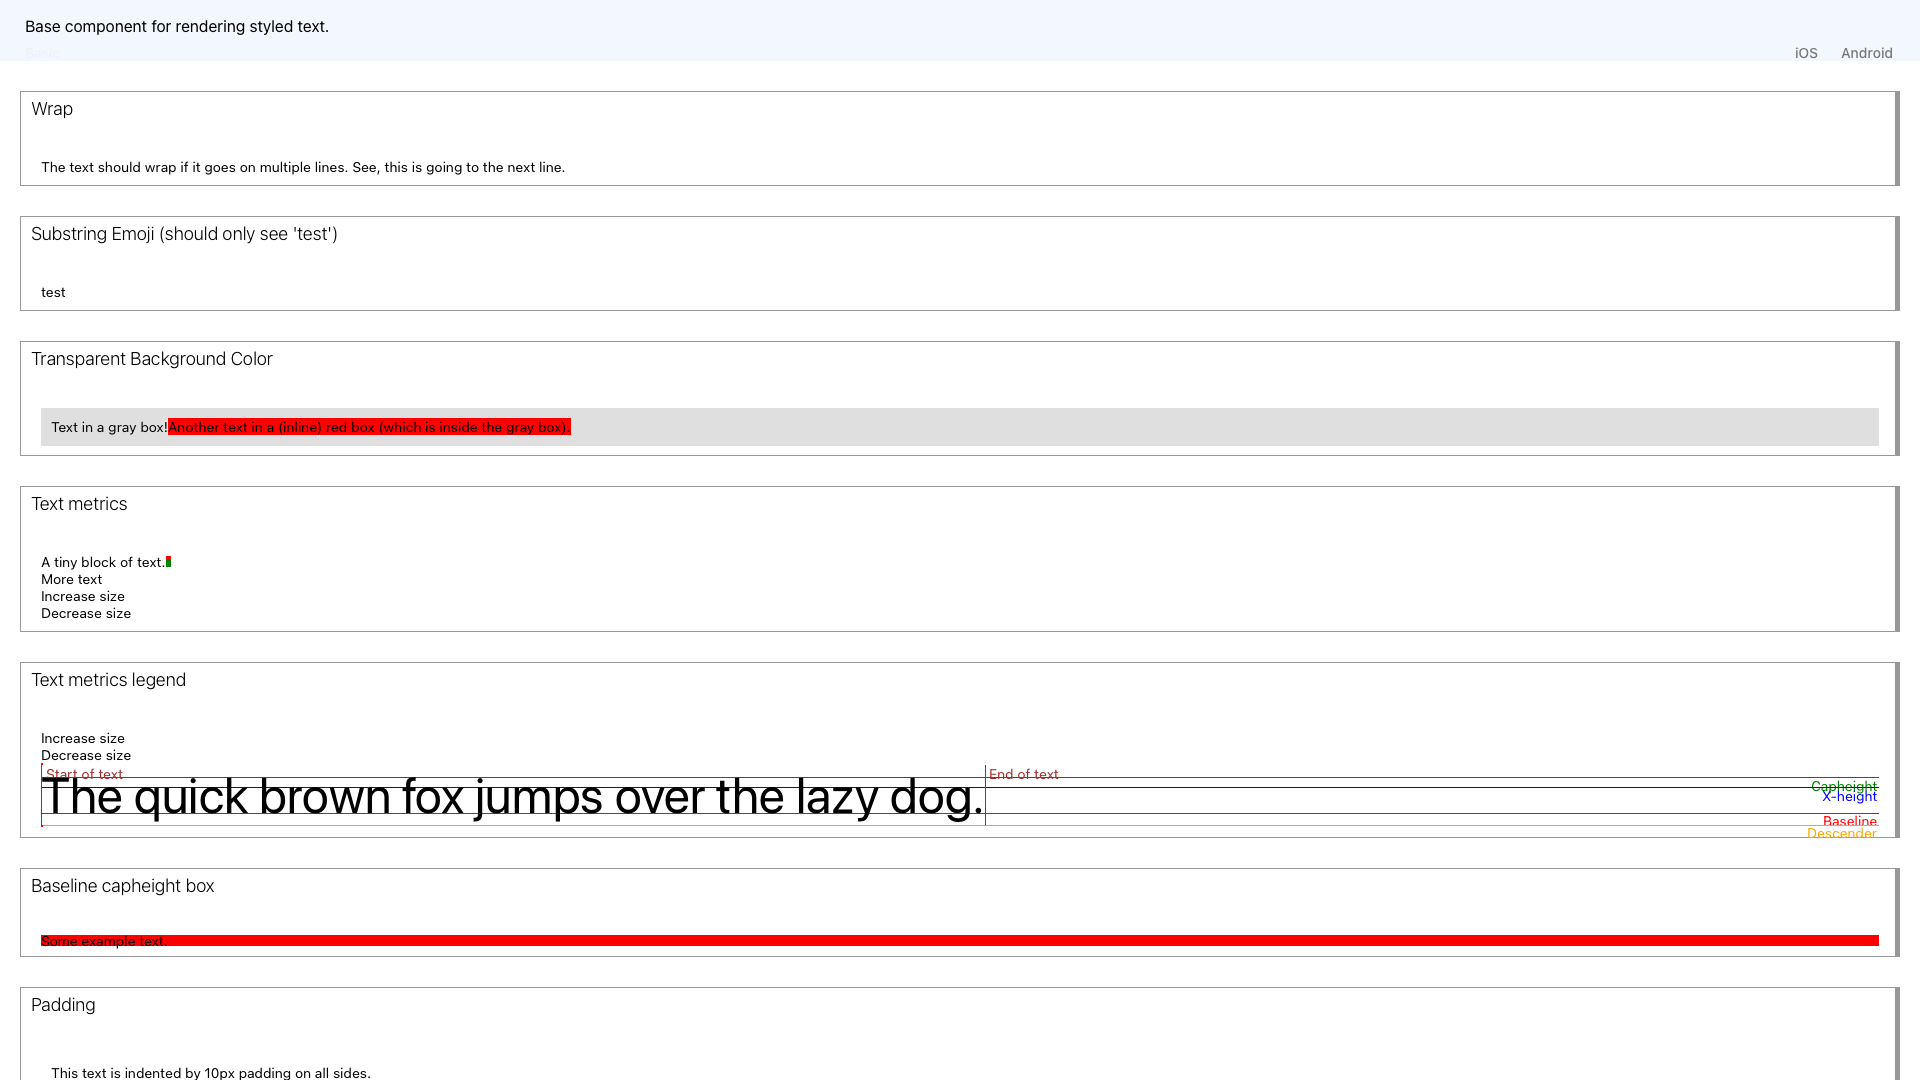 Base component for rendering styled text.
iOS Android
Wrap
The text should wrap if it goes on multiple lines. See, this is going to the next line.
Substring Emoji (should only see 'test')
test
Transparent Background Color
Text in a gray box!Another text in a (inline) red box (which is inside the gray box).
Text metrics
A tiny block of text.
More text
Increase size
Decrease size
Text metrics legend
Increase size
Decrease size
Start of text
End of text
The quick brown fox jumps over the lazy dog.
Capheight
X-height
Baseline
Descender
Baseline capheight box
Some example text.
Padding
This text is indented by 10px padding on all sides.